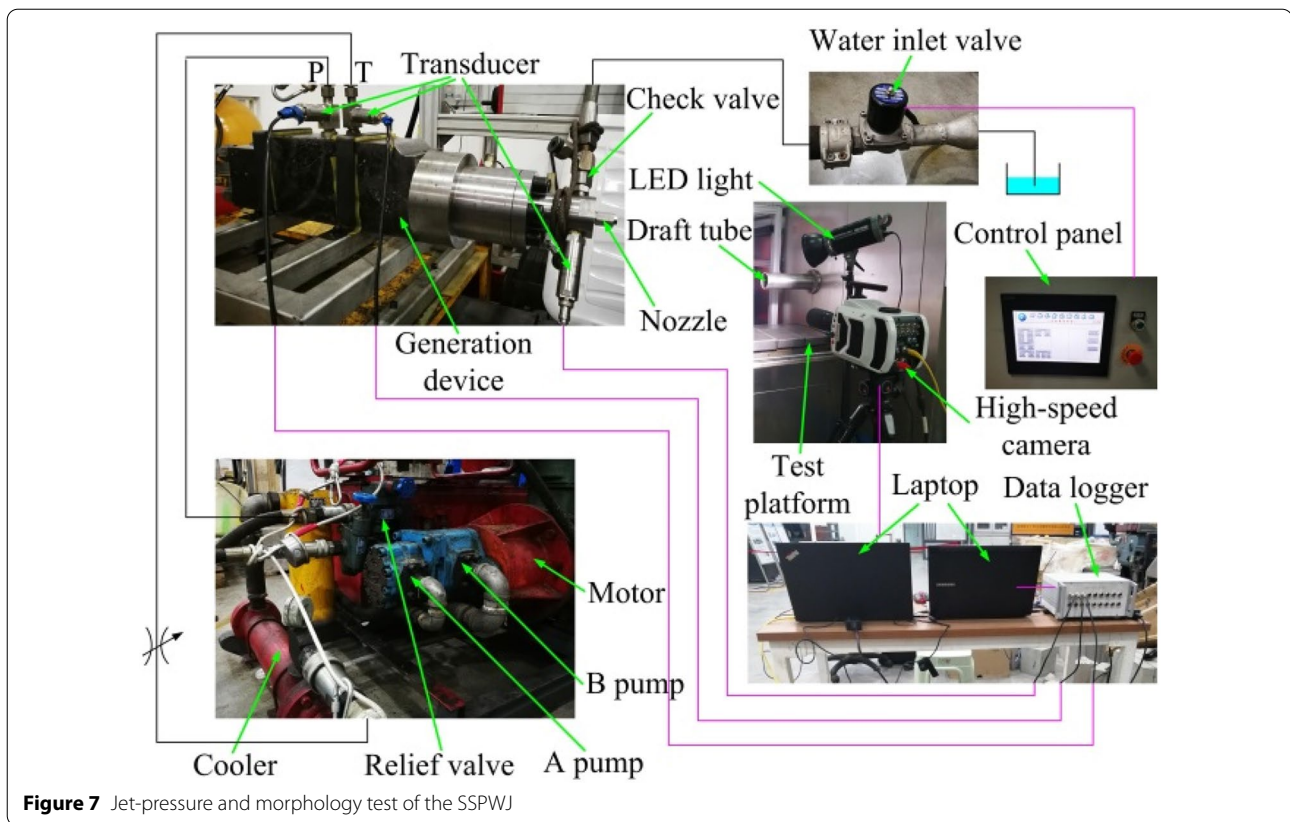 Water inlet valve
P T Transducer
Check valve
LED light
Draft tube
Control panel
Nozzle
Generation
device
High-speed
camera
Test
platform
Laptop Data logger
Motor
B pump
Cooler Relief valve A pump
Figure 7 Jet-pressure and morphology test of the SSPWJ